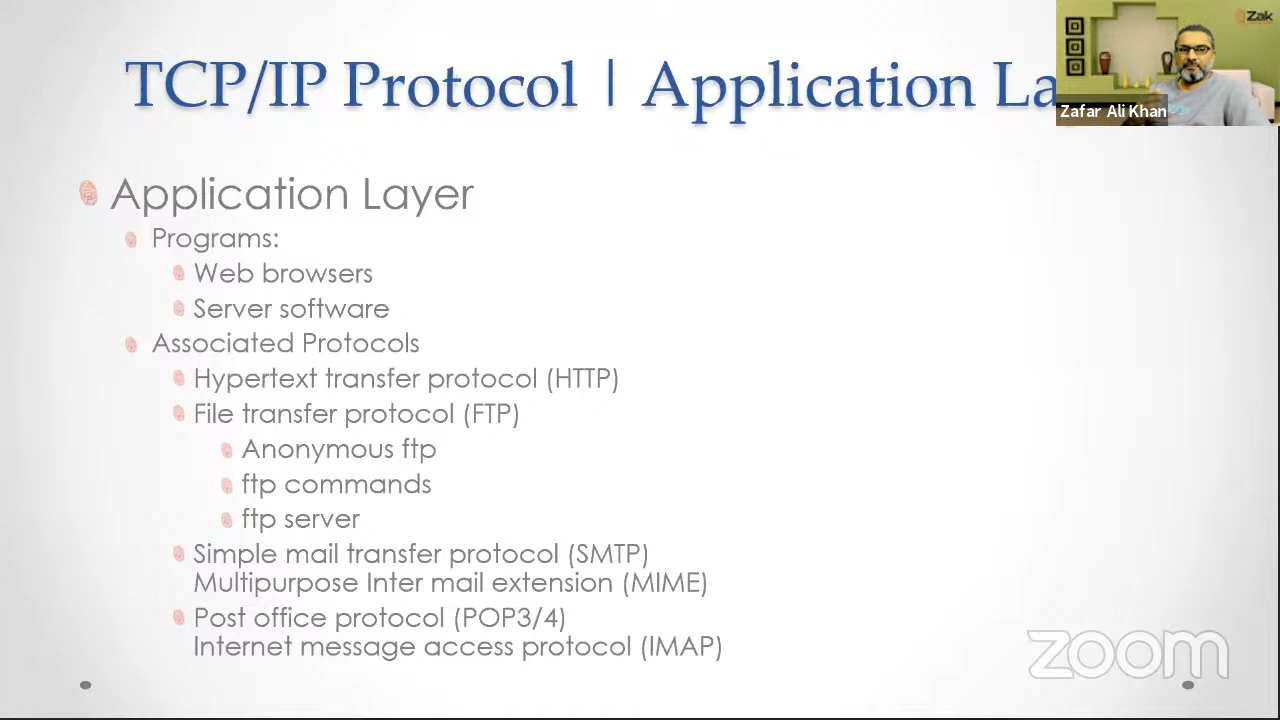 TCP/IP Protocol | Application La
Zak
Zafar Ali Khan
Application Layer
Programs:
Web browsers
Server software
Associated Protocols
Hypertext transfer protocol (HTTP)
File transfer protocol (FTP)
Anonymous ftp
ftp commands
ftp server
Simple mail transfer protocol (SMTP)
Multipurpose Inter mail extension (MIME)
Post office protocol (POP3/4)
Internet message access protocol (IMAP)
zoom